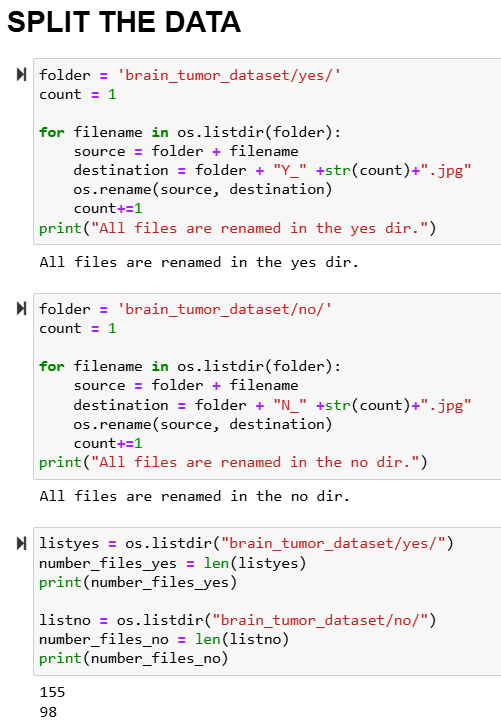 SPLIT THE DATA
folder = 'brain_tumor_dataset/yes/'
count = 1
for filename in os.listdir(folder):
    source = folder + filename
    destination = folder + "Y_" +str(count)+".jpg"
    os.rename(source, destination)
    count+=1
print("All files are renamed in the yes dir.")
All files are renamed in the yes dir.
folder = 'brain_tumor_dataset/no/'
count = 1
for filename in os.listdir(folder):
    source = folder + filename
    destination = folder + "N_" +str(count)+".jpg"
    os.rename(source, destination)
    count+=1
print("All files are renamed in the no dir.")
All files are renamed in the no dir.
listyes = os.listdir("brain_tumor_dataset/yes/")
number_files_yes = len(listyes)
print(number_files_yes)
listno = os.listdir("brain_tumor_dataset/no/")
number_files_no = len(listno)
print(number_files_no)
155
98